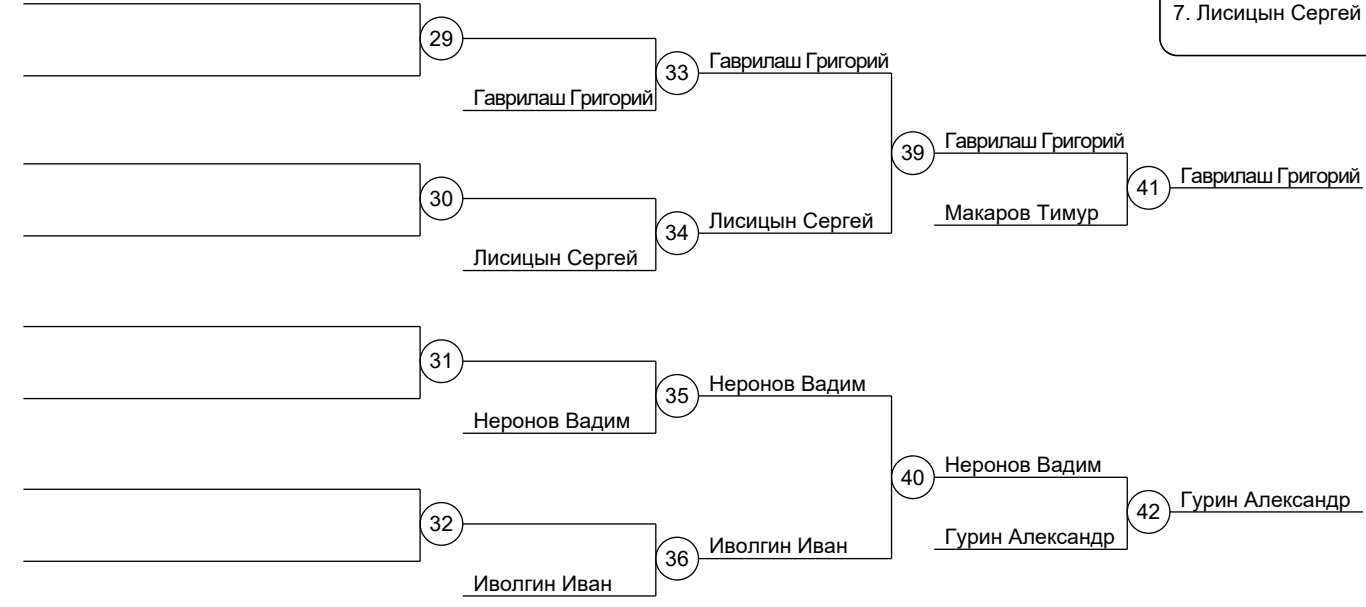 7. Лисицын Сергей
29
Гаврилаш Григорий
33
Гаврилаш Григорий
Гаврилаш Григорий
39
Гаврилаш Григорий
41
30
Макаров Тимур
34
Лисицын Сергей
Лисицын Сергей
31
35
Неронов Вадим
Неронов Вадим
40
Неронов Вадим
42
Гурин Александр
32
Гурин Александр
36
Иволгин Иван
Иволгин Иван